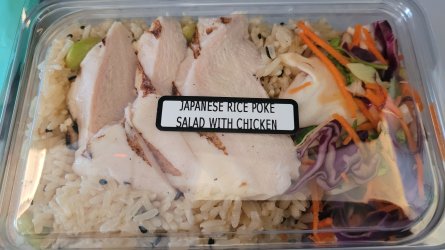 JAPANESE RICE POKE
SALAD WITH CHICKEN